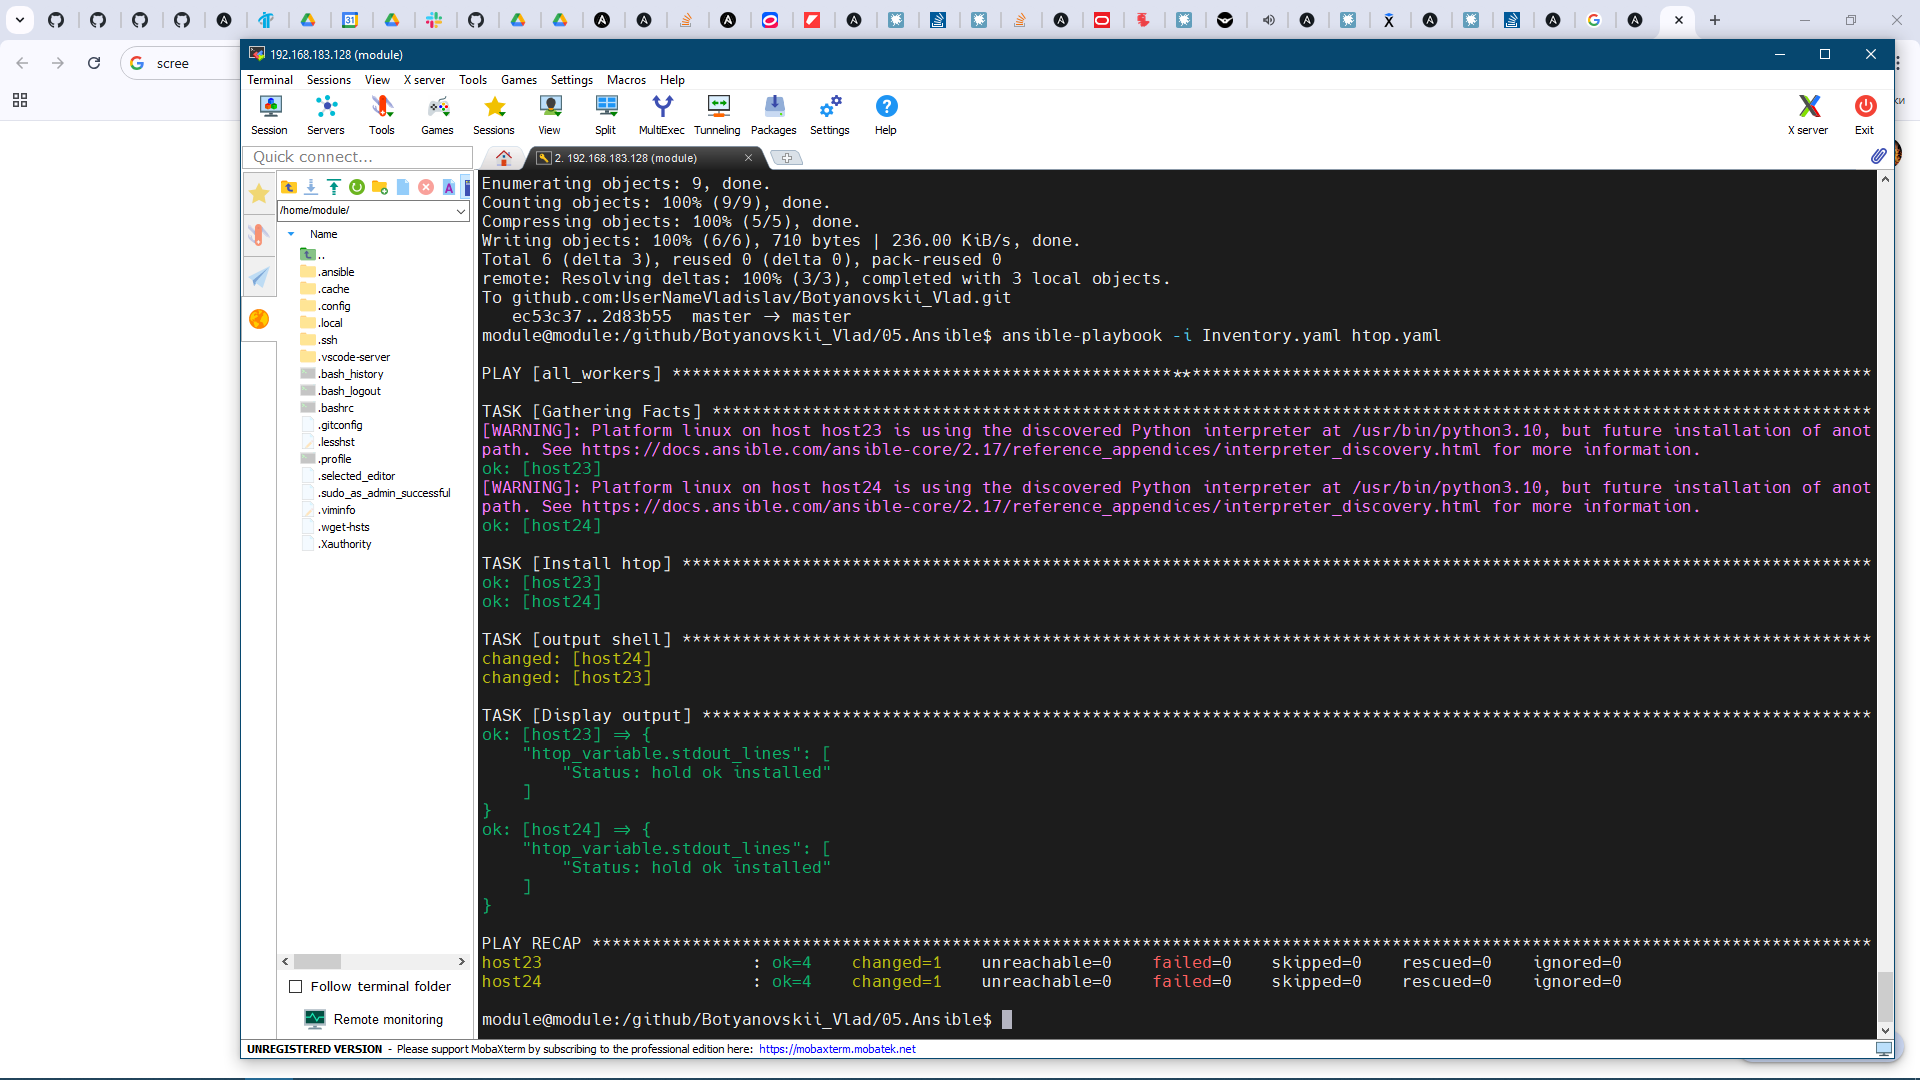 scree
192.168.183.128 (module)
Terminal Sessions View X server Tools Games Settings Macros Help
Session Servers Tools Games Sessions View Split MultiExec Tunneling Packages Settings Help X server Exit
Quick connect...
2. 192.168.183.128 (module)
/home/module/
Name
..
.ansible
.cache
.config
.local
.ssh
.vscode-server
.bash_history
.bash_logout
.bashrc
.gitconfig
.lesshst
.profile
.selected_editor
.sudo_as_admin_successful
.viminfo
.wget-hsts
.Xauthority
Follow terminal folder
Remote monitoring
Enumerating objects: 9, done.
Counting objects: 100% (9/9), done.
Compressing objects: 100% (5/5), done.
Writing objects: 100% (6/6), 710 bytes | 236.00 KiB/s, done.
Total 6 (delta 3), reused 0 (delta 0), pack-reused 0
remote: Resolving deltas: 100% (3/3), completed with 3 local objects.
To github.com:UserNameVladislav/Botyanovskii_Vlad.git
ec53c37..2d83b55 master -> master
module@module:/github/Botyanovskii_Vlad/05.Ansible$ ansible-playbook -i Inventory.yaml htop.yaml
PLAY [all_workers] ************************************************************************************************************************
TASK [Gathering Facts] ********************************************************************************************************************
[WARNING]: Platform linux on host host23 is using the discovered Python interpreter at /usr/bin/python3.10, but future installation of anot
path. See https://docs.ansible.com/ansible-core/2.17/reference_appendices/interpreter_discovery.html for more information.
ok: [host23]
[WARNING]: Platform linux on host host24 is using the discovered Python interpreter at /usr/bin/python3.10, but future installation of anot
path. See https://docs.ansible.com/ansible-core/2.17/reference_appendices/interpreter_discovery.html for more information.
ok: [host24]
TASK [Install htop] ***********************************************************************************************************************
ok: [host23]
ok: [host24]
TASK [output shell] ***********************************************************************************************************************
changed: [host24]
changed: [host23]
TASK [Display output] *********************************************************************************************************************
ok: [host23] => {
"htop_variable.stdout_lines": [
"Status: hold ok installed"
]
}
ok: [host24] => {
"htop_variable.stdout_lines": [
"Status: hold ok installed"
]
}
PLAY RECAP ********************************************************************************************************************************
host23 : ok=4 changed=1 unreachable=0 failed=0 skipped=0 rescued=0 ignored=0
host24 : ok=4 changed=1 unreachable=0 failed=0 skipped=0 rescued=0 ignored=0
module@module:/github/Botyanovskii_Vlad/05.Ansible$
UNREGISTERED VERSION - Please support MobaXterm by subscribing to the professional edition here: https://mobaxterm.mobatek.net